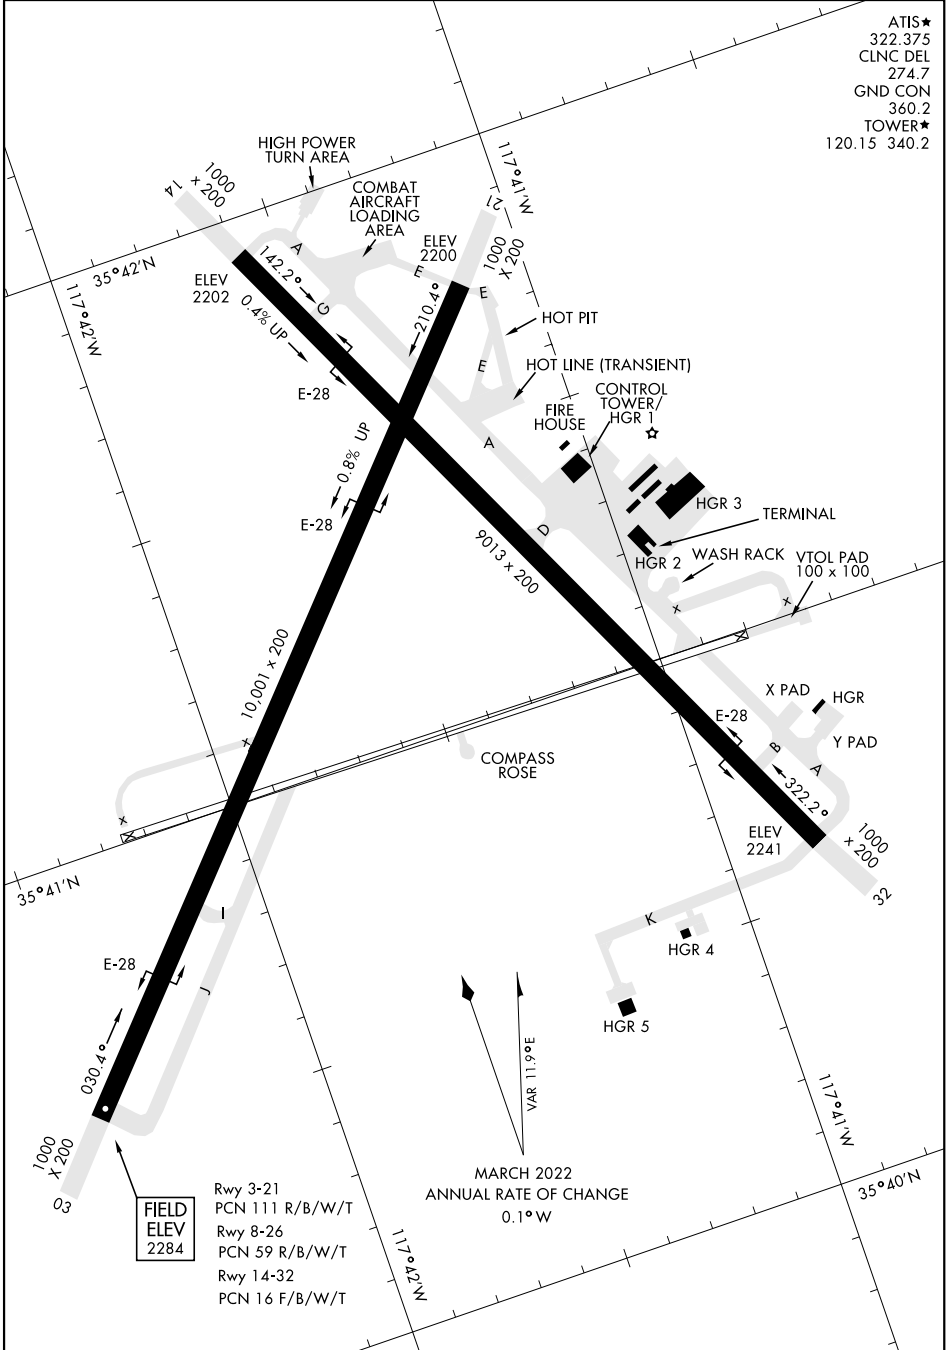 ATIS★
322.375
CLNC DEL
274.7
GND CON
360.2
TOWER★
120.15 340.2
HIGH POWER
TURN AREA
14
1000
x 200
COMBAT
AIRCRAFT
LOADING
AREA
117°41'W
21
1000
X 200
ELEV
2200
A
E
E
E
35°42'N
117°42'W
ELEV
2202
142.2°
G
0.4% UP
210.4°
HOT PIT
HOT LINE (TRANSIENT)
E-28
CONTROL
TOWER/
HGR 1
FIRE
HOUSE
A
0.8% UP
E-28
HGR 3
TERMINAL
D
9013 x 200
HGR 2
WASH RACK
VTOL PAD
100 x 100
x
x
10,001 x 200
X PAD
HGR
E-28
Y PAD
B
A
x
COMPASS
ROSE
322.2°
x
X
X
ELEV
2241
1000
x 200
32
35°41'N
I
K
HGR 4
E-28
J
HGR 5
030.4°
VAR 11.9°E
117°41'W
1000
X 200
03
FIELD
ELEV
2284
Rwy 3-21
PCN 111 R/B/W/T
Rwy 8-26
PCN 59 R/B/W/T
Rwy 14-32
PCN 16 F/B/W/T
MARCH 2022
ANNUAL RATE OF CHANGE
0.1°W
35°40'N
117°42'W